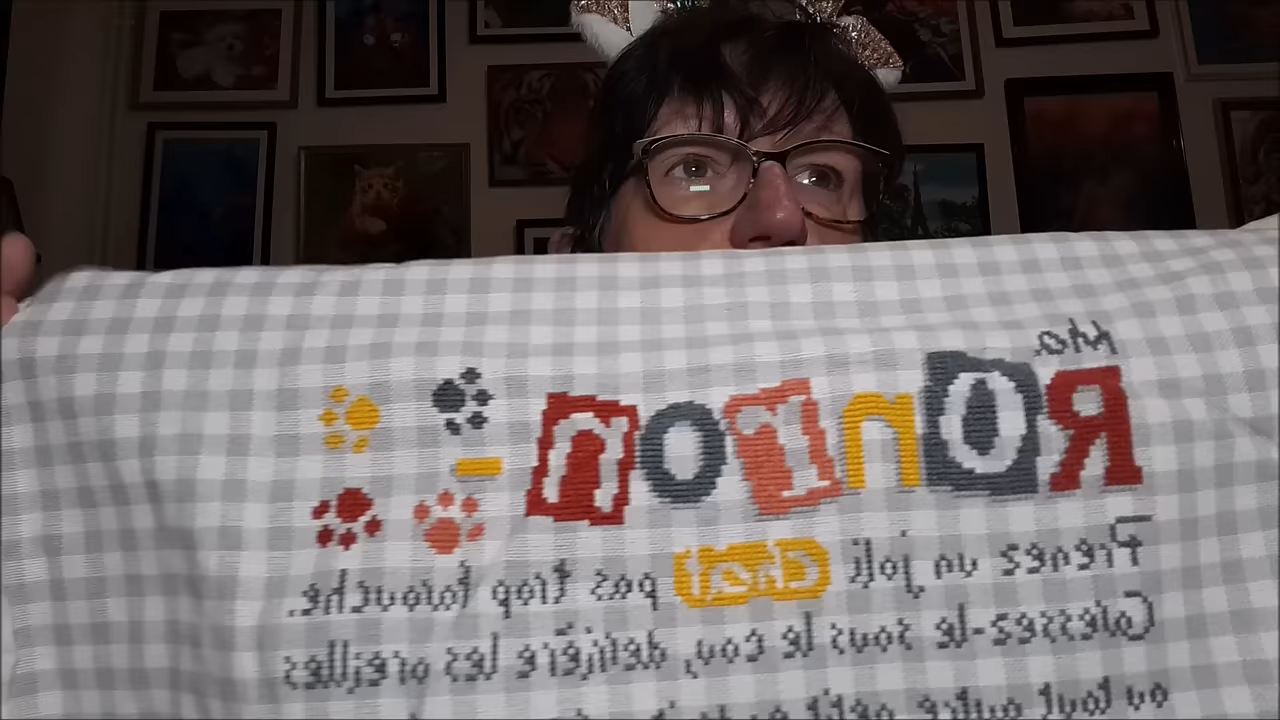 ROnron-
Prenez un joli Chat pas trop farouche.
Caressez-le sous le cou, derrière les oreilles
ou tout autre petit